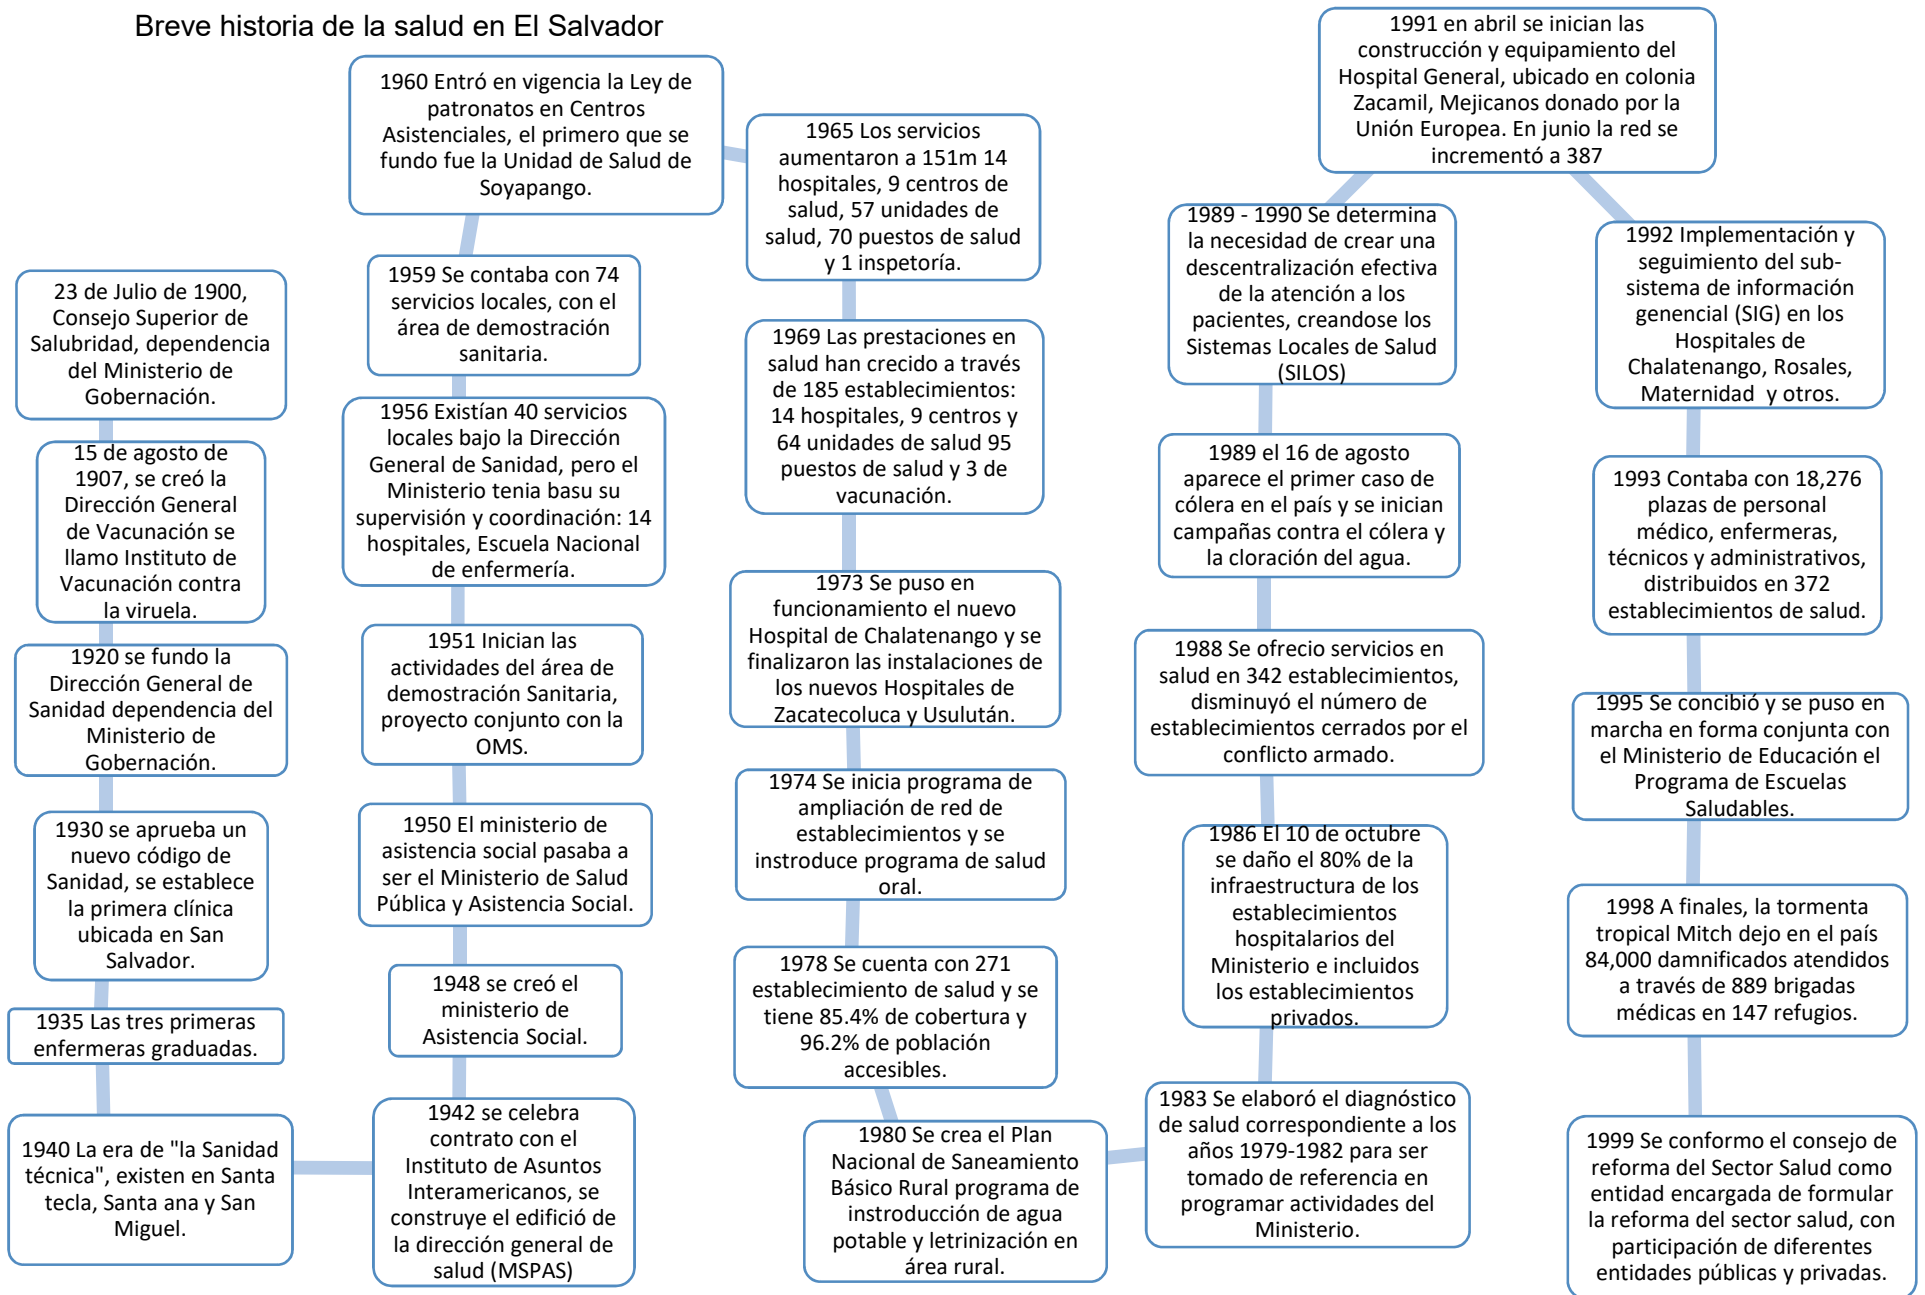 Breve historia de la salud en El Salvador
23 de Julio de 1900,
Consejo Superior de
Salubridad, dependencia
del Ministerio de
Gobernación.
15 de agosto de
1907, se creó la
Dirección General
de Vacunación se
llamo Instituto de
Vacunación contra
la viruela.
1920 se fundo la
Dirección General de
Sanidad dependencia del
Ministerio de
Gobernación.
1930 se aprueba un
nuevo código de
Sanidad, se establece
la primera clínica
ubicada en San
Salvador.
1935 Las tres primeras
enfermeras graduadas.
1940 La era de "la Sanidad
técnica", existen en Santa
tecla, Santa ana y San
Miguel.
1942 se celebra
contrato con el
Instituto de Asuntos
Interamericanos, se
construye el edifició de
la dirección general de
salud (MSPAS)
1948 se creó el
ministerio de
Asistencia Social.
1950 El ministerio de
asistencia social pasaba a
ser el Ministerio de Salud
Pública y Asistencia Social.
1951 Inician las
actividades del área de
demostración Sanitaria,
proyecto conjunto con la
OMS.
1956 Existían 40 servicios
locales bajo la Dirección
General de Sanidad, pero el
Ministerio tenia basu su
supervisión y coordinación: 14
hospitales, Escuela Nacional
de enfermería.
1959 Se contaba con 74
servicios locales, con el
área de demostración
sanitaria.
1960 Entró en vigencia la Ley de
patronatos en Centros
Asistenciales, el primero que se
fundo fue la Unidad de Salud de
Soyapango.
1965 Los servicios
aumentaron a 151m 14
hospitales, 9 centros de
salud, 57 unidades de
salud, 70 puestos de salud
y 1 inspetoría.
1969 Las prestaciones en
salud han crecido a través
de 185 establecimientos:
14 hospitales, 9 centros y
64 unidades de salud 95
puestos de salud y 3 de
vacunación.
1973 Se puso en
funcionamiento el nuevo
Hospital de Chalatenango y se
finalizaron las instalaciones de
los nuevos Hospitales de
Zacatecoluca y Usulután.
1974 Se inicia programa de
ampliación de red de
establecimientos y se
instroduce programa de salud
oral.
1978 Se cuenta con 271
establecimiento de salud y se
tiene 85.4% de cobertura y
96.2% de población
accesibles.
1980 Se crea el Plan
Nacional de Saneamiento
Básico Rural programa de
instroducción de agua
potable y letrinización en
área rural.
1983 Se elaboró el diagnóstico
de salud correspondiente a los
años 1979-1982 para ser
tomado de referencia en
programar actividades del
Ministerio.
1986 El 10 de octubre
se daño el 80% de la
infraestructura de los
establecimientos
hospitalarios del
Ministerio e incluidos
los establecimientos
privados.
1988 Se ofrecio servicios en
salud en 342 establecimientos,
disminuyó el número de
establecimientos cerrados por el
conflicto armado.
1989 el 16 de agosto
aparece el primer caso de
cólera en el país y se inician
campañas contra el cólera y
la cloración del agua.
1989 - 1990 Se determina
la necesidad de crear una
descentralización efectiva
de la atención a los
pacientes, creandose los
Sistemas Locales de Salud
(SILOS)
1991 en abril se inician las
construcción y equipamiento del
Hospital General, ubicado en colonia
Zacamil, Mejicanos donado por la
Unión Europea. En junio la red se
incrementó a 387
1992 Implementación y
seguimiento del sub-
sistema de información
genencial (SIG) en los
Hospitales de
Chalatenango, Rosales,
Maternidad y otros.
1993 Contaba con 18,276
plazas de personal
médico, enfermeras,
técnicos y administrativos,
distribuidos en 372
establecimientos de salud.
1995 Se concibió y se puso en
marcha en forma conjunta con
el Ministerio de Educación el
Programa de Escuelas
Saludables.
1998 A finales, la tormenta
tropical Mitch dejo en el país
84,000 damnificados atendidos
a través de 889 brigadas
médicas en 147 refugios.
1999 Se conformo el consejo de
reforma del Sector Salud como
entidad encargada de formular
la reforma del sector salud, con
participación de diferentes
entidades públicas y privadas.